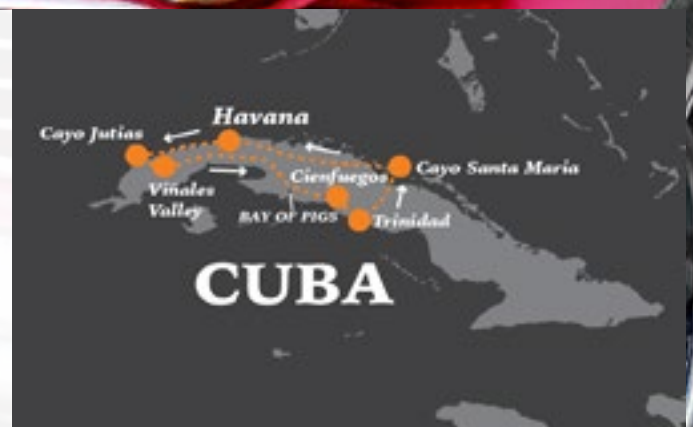 Havana
Cayo Jutias
Cayo Santa Maria
Cienfuegos
Viñales
Valley
BAY OF PIGS
Trinidad
CUBA